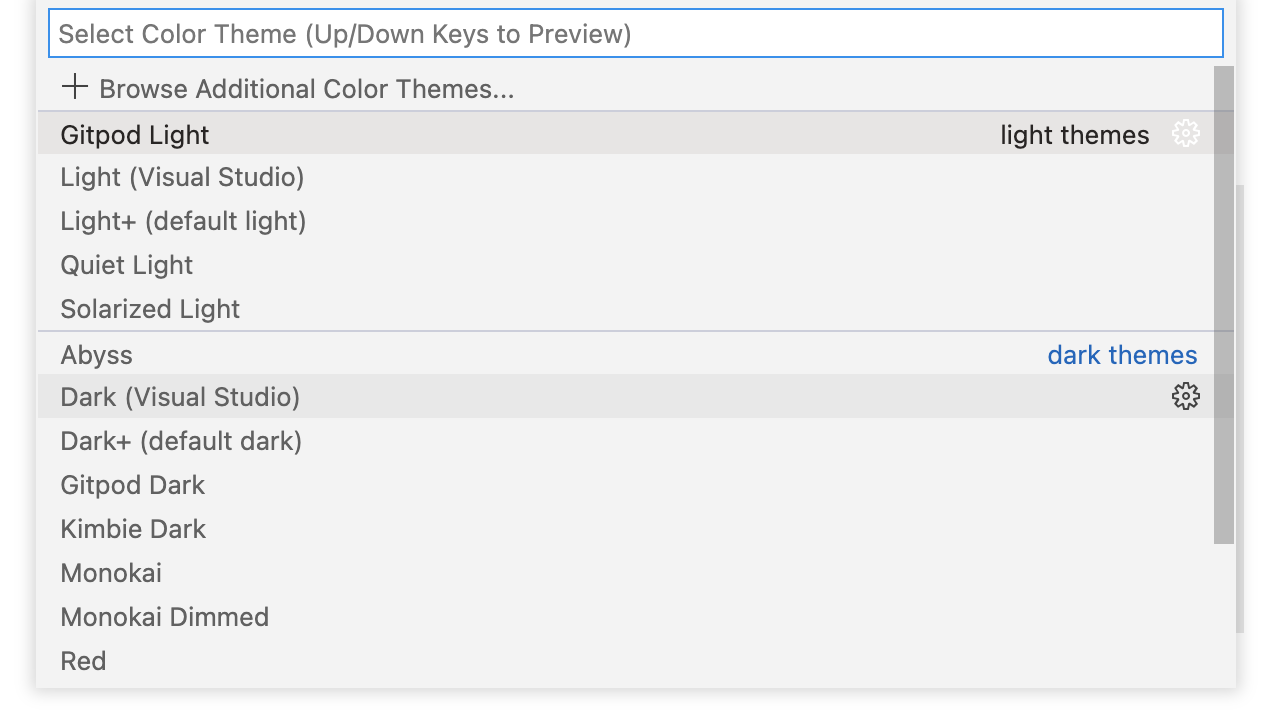 Select Color Theme (Up/Down Keys to Preview)
Browse Additional Color Themes...
Gitpod Light light themes
Light (Visual Studio)
Light+ (default light)
Quiet Light
Solarized Light
Abyss dark themes
Dark (Visual Studio)
Dark+ (default dark)
Gitpod Dark
Kimbie Dark
Monokai
Monokai Dimmed
Red